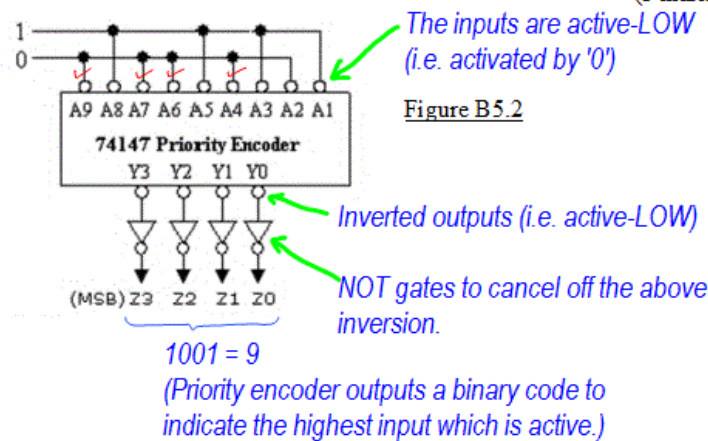 The inputs are active-LOW
1
(i.e. activated by '0')
0
A9 A8 A7 A6 A5 A4 A3 A2 A1
Figure B5.2
74147 Priority Encoder
Y3 Y2 Y1 Y0
Inverted outputs (i.e. active-LOW)
NOT gates to cancel off the above
inversion.
(MSB) Z3 Z2 Z1 Z0
1001 = 9
(Priority encoder outputs a binary code to
indicate the highest input which is active.)